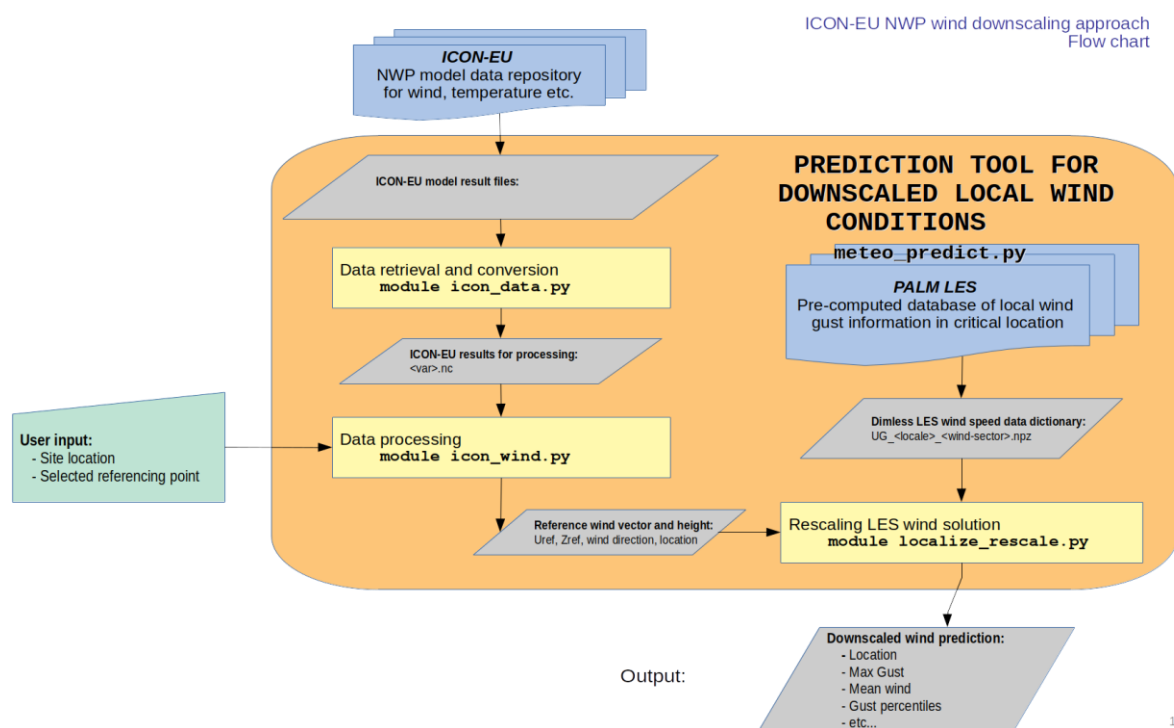 ICON-EU NWP wind downscaling approach
Flow chart
ICON-EU
NWP model data repository
for wind, temperature etc.
PREDICTION TOOL FOR
DOWNSCALED LOCAL WIND
CONDITIONS
meteo_predict.py
ICON-EU model result files:
Data retrieval and conversion
module icon_data.py
PALM LES
Pre-computed database of local wind
gust information in critical location
ICON-EU results for processing:
<var>.nc
Dimless LES wind speed data dictionary:
UG_<locale>_<wind-sector>.npz
User input:
- Site location
- Selected referencing point
Data processing
module icon_wind.py
Reference wind vector and height:
Uref, Zref, wind direction, location
Rescaling LES wind solution
module localize_rescale.py
Output:
Downscaled wind prediction:
- Location
- Max Gust
- Mean wind
- Gust percentiles
- etc...
1